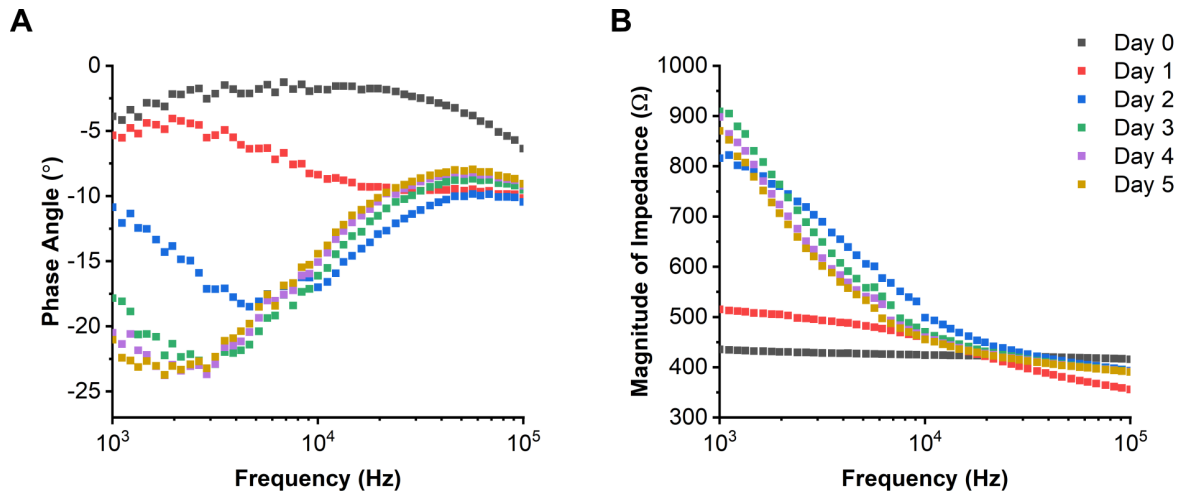 A
Phase Angle (°)
0
-5
-10
-15
-20
-25
10³
10⁴
10⁵
Frequency (Hz)
B
Magnitude of Impedance (Ω)
1000
900
800
700
600
500
400
300
10³
10⁴
10⁵
Frequency (Hz)
Day 0
Day 1
Day 2
Day 3
Day 4
Day 5